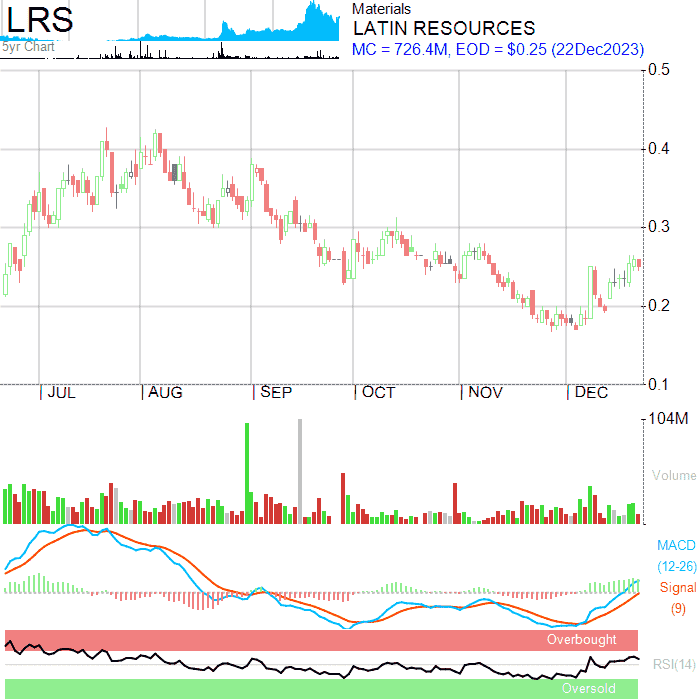 LRS
5yr Chart
Materials
LATIN RESOURCES
MC = 726.4M, EOD = $0.25 (22Dec2023)
0.5
0.4
0.3
0.2
0.1
JUL AUG SEP OCT NOV DEC
104M
Volume
MACD
(12-26)
Signal
(9)
Overbought
RSI(14)
Oversold